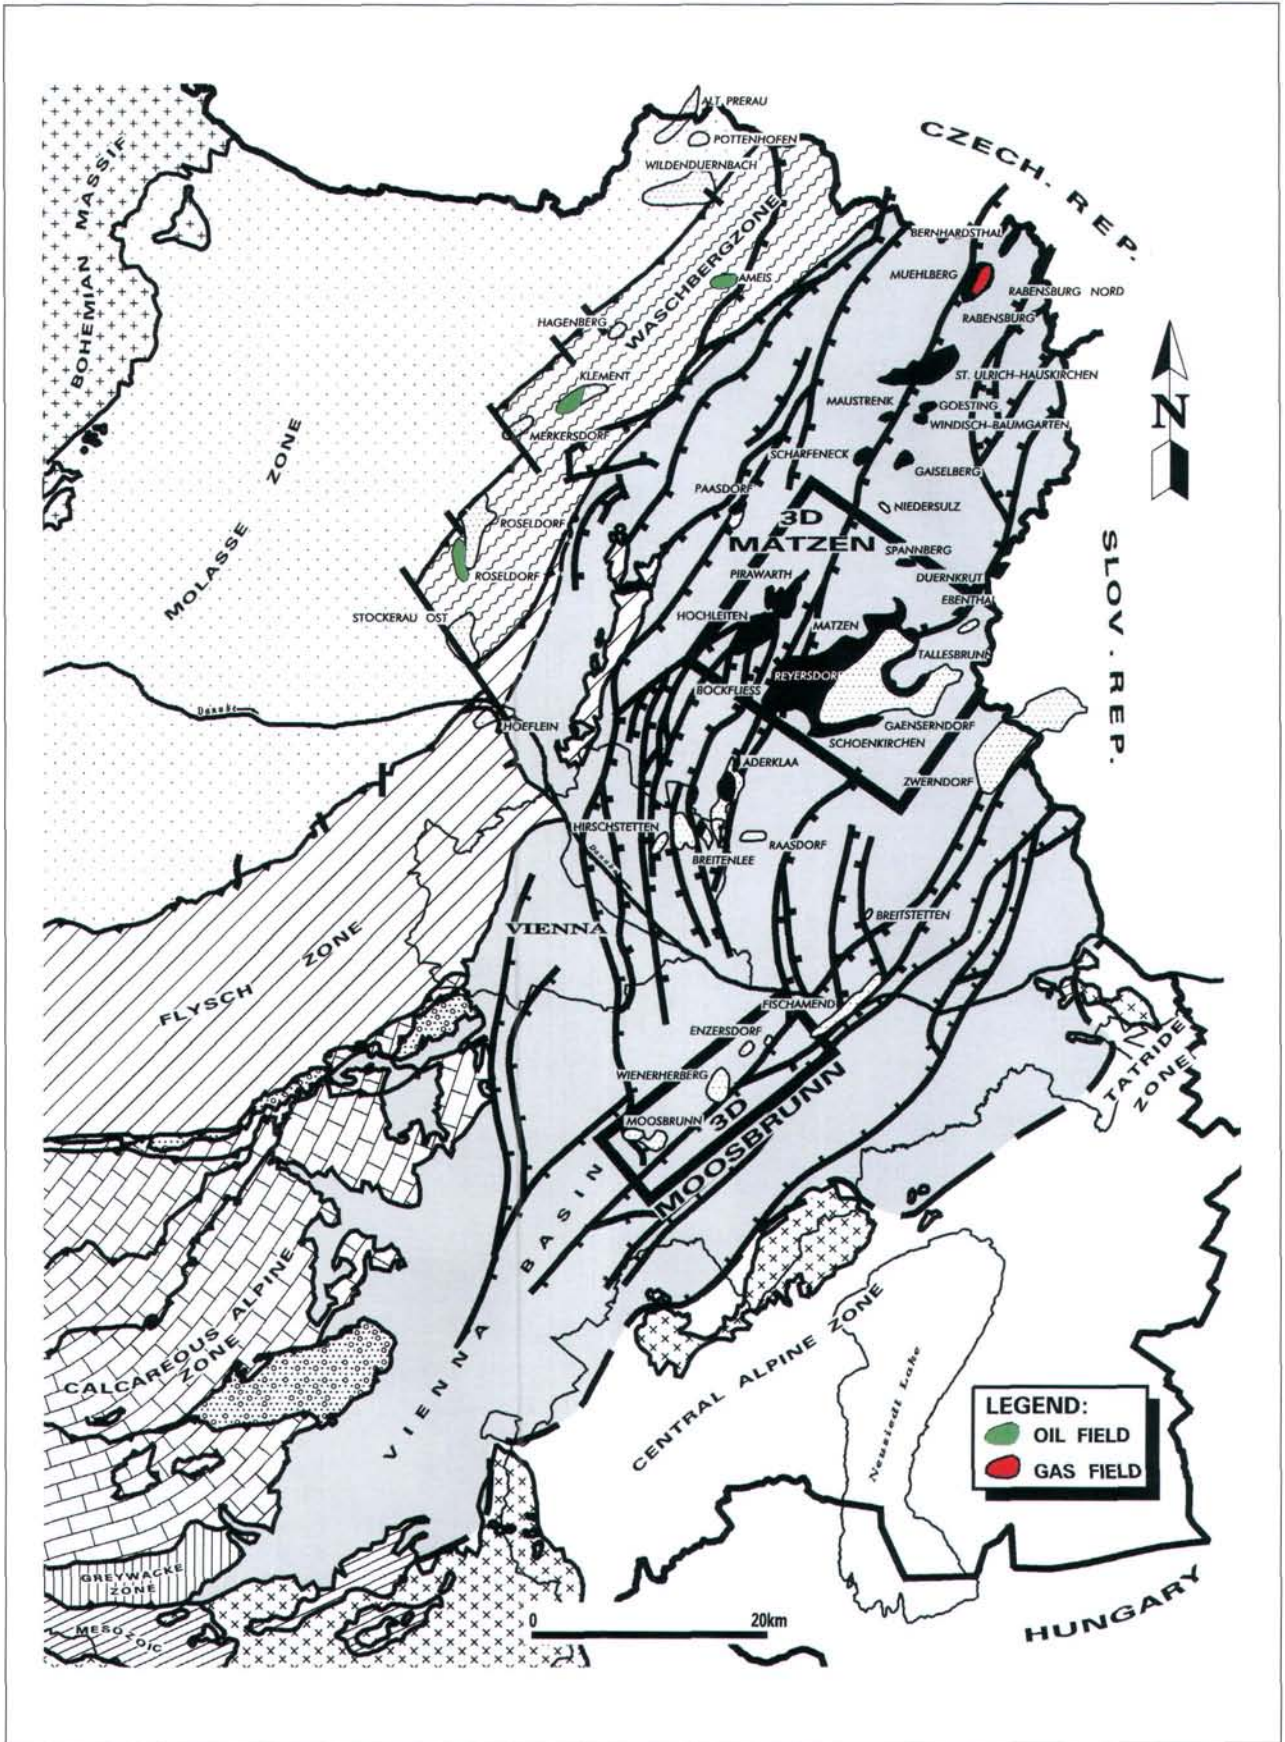 ALT PRERAU
POTTENHOFEN
WILDENDUERNBACH
CZECH. REP.
BOHEMIAN MASSIF
WASCHBERGZONE
BERNHARDSTHAL
MUEHLBERG
AMEIS
RABENSBURG NORD
RABENSBURG
HAGENBERG
KLEMENT
ST. ULRICH-HAUSKIRCHEN
MAUSTRENK
GOESTING
WINDISCH-BAUMGARTEN
MERKERSDORF
N
SCHARFENECK
GAISELBERG
MOLASSE ZONE
PAASDORF
NIEDERSULZ
3D
MATZEN
ROSELDORF
SPANNBERG
SLOV. REP.
ROSELDORF
PIRAWARTH
DUERNKRUT
EBENTHAL
STOCKERAU OST
HOCHLEITEN
MATZEN
TALLESBRUNN
REYERSDORF
BOCKFLIESS
Danube
HOEFLEIN
GAENSERNDORF
SCHOENKIRCHEN
ADERKLAA
ZWERNDORF
HIRSCHSTETTEN
Danube
RAASDORF
BREITENLEE
BREITSTETTEN
VIENNA
FLYSCH ZONE
FISCHAMEND
ENZERSDORF
TATRIDE
ZONE
WIENERHERBERG
MOOSBRUNN
3D
MOOSBRUNN
VIENNA BASIN
CALCAREOUS ALPINE
ZONE
CENTRAL ALPINE ZONE
Neusiedl Lake
LEGEND:
OIL FIELD
GAS FIELD
GREYWACKE
ZONE
MESOZOIC
0 20km
HUNGARY